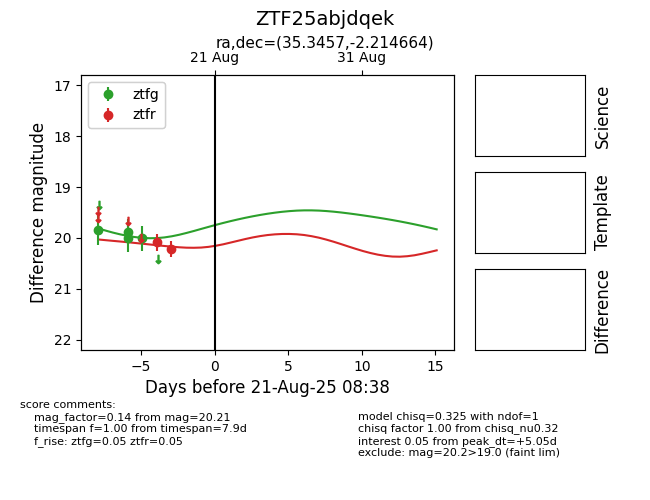 ZTF25abjdqek
ra,dec=(35.3457,-2.214664)
21 Aug
31 Aug
ztfg
ztfr
17
18
19
20
21
22
Difference magnitude
−5
0
5
10
15
Days before 21-Aug-25 08:38
Science
Template
Difference
score comments:
mag_factor=0.14 from mag=20.21
timespan f=1.00 from timespan=7.9d
f_rise: ztfg=0.05 ztfr=0.05
model chisq=0.325 with ndof=1
chisq factor 1.00 from chisq_nu0.32
interest 0.05 from peak_dt=+5.05d
exclude: mag=20.2>19.0 (faint lim)